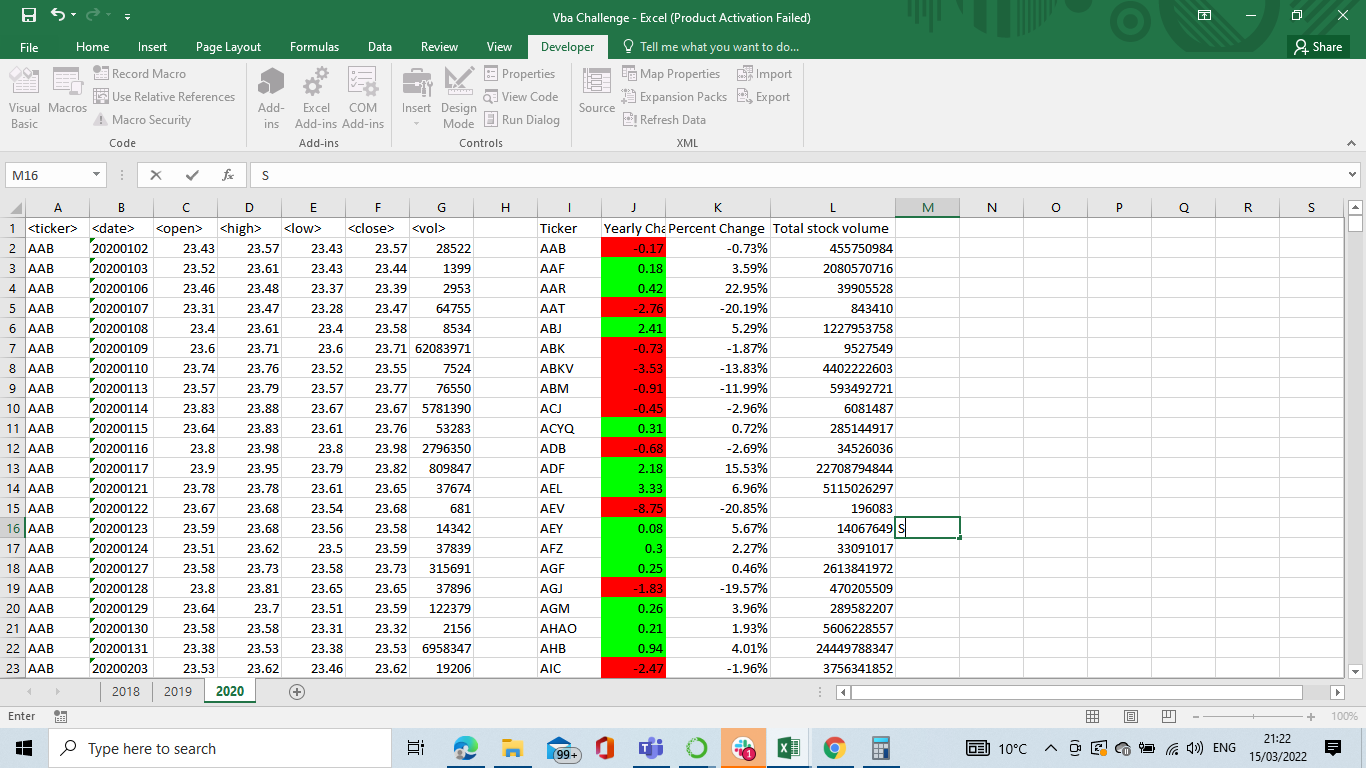 Vba Challenge - Excel (Product Activation Failed)
File Home Insert Page Layout Formulas Data Review View Developer Tell me what you want to do... Share
Visual Basic Macros Record Macro Use Relative References Macro Security
Add-ins Excel Add-ins COM Add-ins
Insert Design Mode Properties View Code Run Dialog
Source Map Properties Expansion Packs Refresh Data Import Export
Code Add-ins Controls XML
M16 fx S
A B C D E F G H I J K L M N O P Q R S
1 <ticker> <date> <open> <high> <low> <close> <vol> Ticker Yearly Cha Percent Change Total stock volume
2 AAB 20200102 23.43 23.57 23.43 23.57 28522 AAB -0.17 -0.73% 455750984
3 AAB 20200103 23.52 23.61 23.43 23.44 1399 AAF 0.18 3.59% 2080570716
4 AAB 20200106 23.46 23.48 23.37 23.39 2953 AAR 0.42 22.95% 39905528
5 AAB 20200107 23.31 23.47 23.28 23.47 64755 AAT -2.76 -20.19% 843410
6 AAB 20200108 23.4 23.61 23.4 23.58 8534 ABJ 2.41 5.29% 1227953758
7 AAB 20200109 23.6 23.71 23.6 23.71 62083971 ABK -0.73 -1.87% 9527549
8 AAB 20200110 23.74 23.76 23.52 23.55 7524 ABKV -3.53 -13.83% 4402222603
9 AAB 20200113 23.57 23.79 23.57 23.77 76550 ABM -0.91 -11.99% 593492721
10 AAB 20200114 23.83 23.88 23.67 23.67 5781390 ACJ -0.45 -2.96% 6081487
11 AAB 20200115 23.64 23.83 23.61 23.76 53283 ACYQ 0.31 0.72% 285144917
12 AAB 20200116 23.8 23.98 23.8 23.98 2796350 ADB -0.68 -2.69% 34526036
13 AAB 20200117 23.9 23.95 23.79 23.82 809847 ADF 2.18 15.53% 22708794844
14 AAB 20200121 23.78 23.78 23.61 23.65 37674 AEL 3.33 6.96% 5115026297
15 AAB 20200122 23.67 23.68 23.54 23.68 681 AEV -8.75 -20.85% 196083
16 AAB 20200123 23.59 23.68 23.56 23.58 14342 AEY 0.08 5.67% 14067649 S
17 AAB 20200124 23.51 23.62 23.5 23.59 37839 AFZ 0.3 2.27% 33091017
18 AAB 20200127 23.58 23.73 23.58 23.73 315691 AGF 0.25 0.46% 2613841972
19 AAB 20200128 23.8 23.81 23.65 23.65 37896 AGJ -1.83 -19.57% 470205509
20 AAB 20200129 23.64 23.7 23.51 23.59 122379 AGM 0.26 3.96% 289582207
21 AAB 20200130 23.58 23.58 23.31 23.32 2156 AHAO 0.21 1.93% 5606228557
22 AAB 20200131 23.38 23.53 23.38 23.53 6958347 AHB 0.94 4.01% 24449788347
23 AAB 20200203 23.53 23.62 23.46 23.62 19206 AIC -2.47 -1.96% 3756341852
2018 2019 2020
Enter 100%
Type here to search 99+ 1 10°C ENG 21:22
15/03/2022